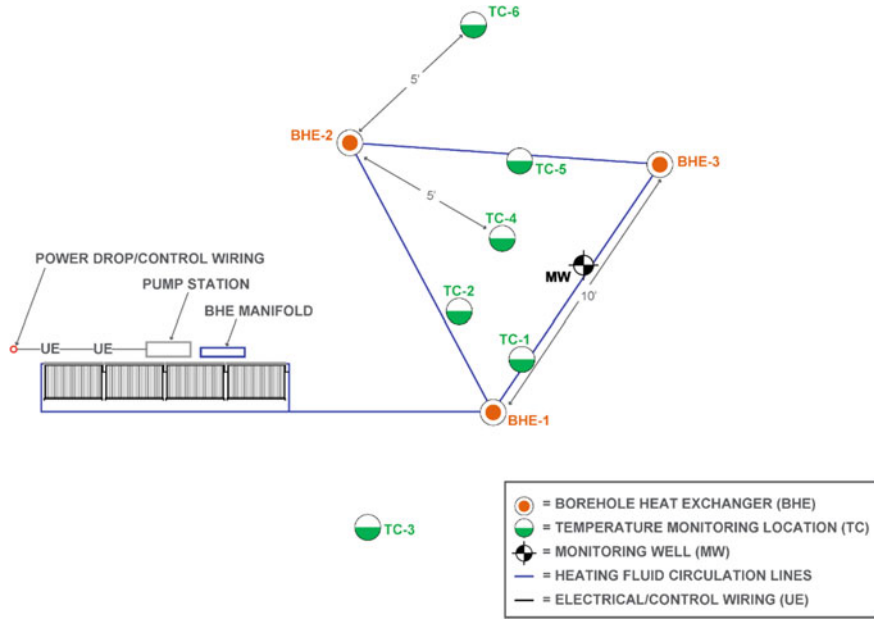 TC-6
5'
BHE-2
TC-5
BHE-3
5'
TC-4
POWER DROP/CONTROL WIRING
PUMP STATION
MW
TC-2
10'
BHE MANIFOLD
TC-1
UE
UE
BHE-1
TC-3
= BOREHOLE HEAT EXCHANGER (BHE)
= TEMPERATURE MONITORING LOCATION (TC)
= MONITORING WELL (MW)
= HEATING FLUID CIRCULATION LINES
= ELECTRICAL/CONTROL WIRING (UE)